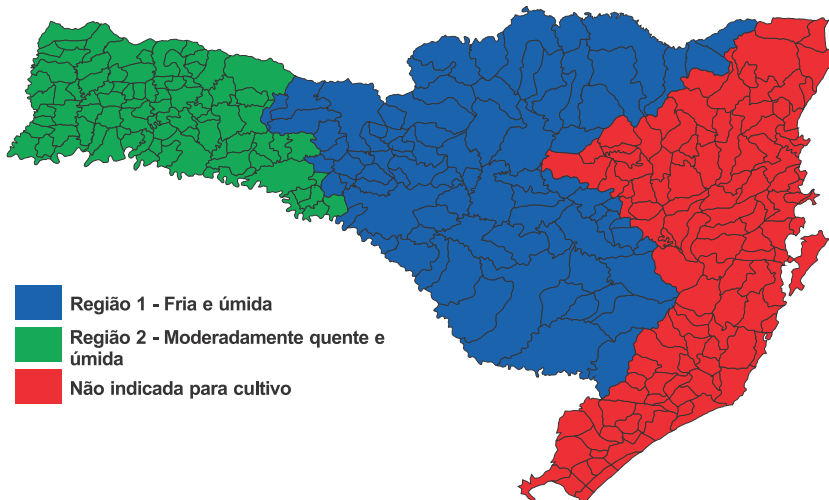 Região 1 - Fria e úmida
Região 2 - Moderadamente quente e
úmida
Não indicada para cultivo